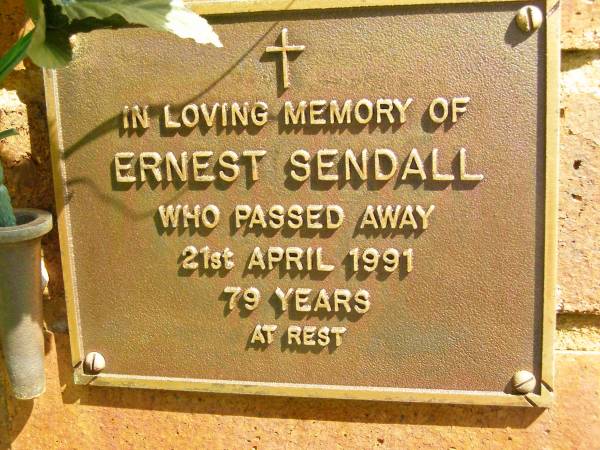 IN LOVING MEMORY OF
ERNEST SENDALL
WHO PASSED AWAY
21st APRIL 1991
79 YEARS
AT REST